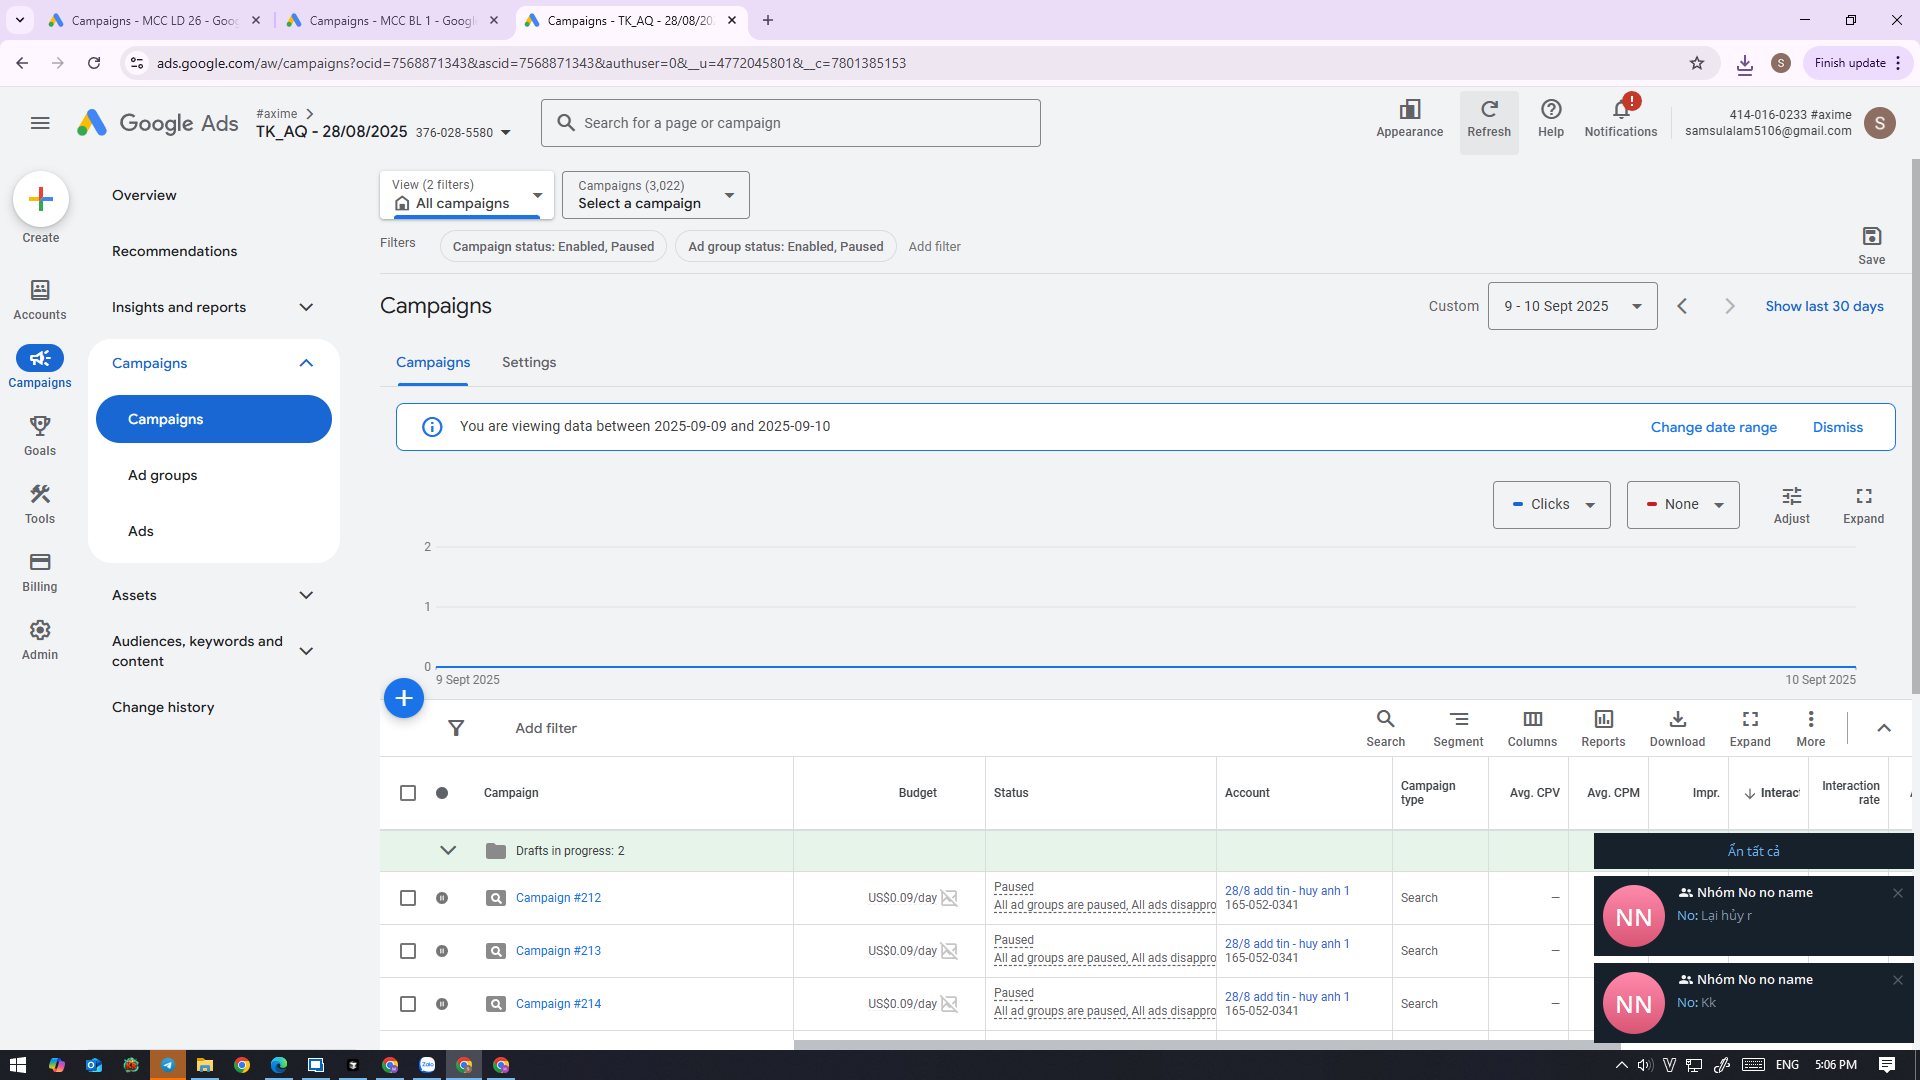 Campaigns - MCC LD 26 - Goog
Campaigns - MCC BL 1 - Google
Campaigns - TK_AQ - 28/08/202
ads.google.com/aw/campaigns?ocid=7568871343&ascid=7568871343&authuser=0&__u=4772045801&__c=7801385153
S
Finish update
Google Ads
#axime
TK_AQ - 28/08/2025 376-028-5580
Search for a page or campaign
Appearance
Refresh
Help
!
Notifications
414-016-0233 #axime
samsulalam5106@gmail.com
S
Create
Accounts
Campaigns
Goals
Tools
Billing
Admin
Overview
Recommendations
Insights and reports
Campaigns
Campaigns
Ad groups
Ads
Assets
Audiences, keywords and
content
Change history
View (2 filters)
All campaigns
Campaigns (3,022)
Select a campaign
Filters
Campaign status: Enabled, Paused
Ad group status: Enabled, Paused
Add filter
Save
Campaigns
Custom
9 - 10 Sept 2025
Show last 30 days
Campaigns
Settings
You are viewing data between 2025-09-09 and 2025-09-10
Change date range
Dismiss
Clicks
None
Adjust
Expand
2
1
0
9 Sept 2025
10 Sept 2025
Add filter
Search
Segment
Columns
Reports
Download
Expand
More
Campaign
Budget
Status
Account
Campaign
type
Avg. CPV
Avg. CPM
Impr.
Interac
Interaction
rate
Drafts in progress: 2
Campaign #212
US$0.09/day
Paused
All ad groups are paused, All ads disappro
28/8 add tin - huy anh 1
165-052-0341
Search
–
Campaign #213
US$0.09/day
Paused
All ad groups are paused, All ads disappro
28/8 add tin - huy anh 1
165-052-0341
Search
–
Campaign #214
US$0.09/day
Paused
All ad groups are paused, All ads disappro
28/8 add tin - huy anh 1
165-052-0341
Search
–
Ẩn tất cả
NN
Nhóm No no name
No: Lại hủy r
NN
Nhóm No no name
No: Kk
Zalo
ENG
5:06 PM